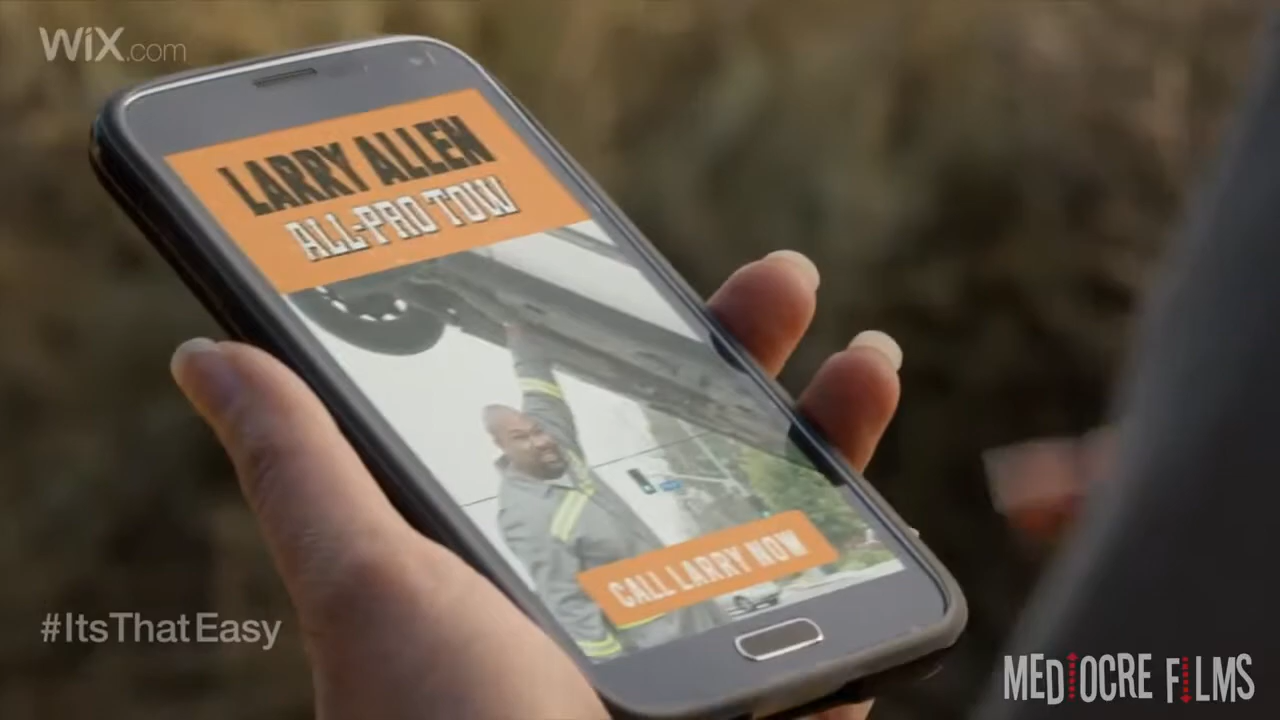 WiX.com
LARRY ALLEN
ALL-PRO TOW
CALL LARRY NOW
#ItsThatEasy
MEDIOCRE FILMS